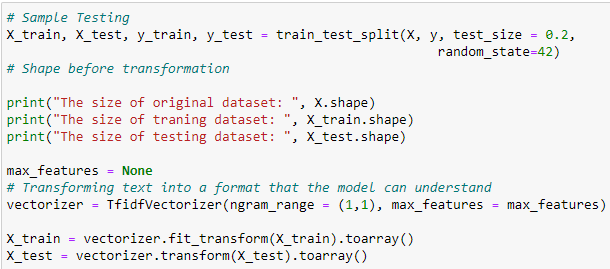 # Sample Testing
X_train, X_test, y_train, y_test = train_test_split(X, y, test_size = 0.2,
random_state=42)
# Shape before transformation
print("The size of original dataset: ", X.shape)
print("The size of traning dataset: ", X_train.shape)
print("The size of testing dataset: ", X_test.shape)
max_features = None
# Transforming text into a format that the model can understand
vectorizer = TfidfVectorizer(ngram_range = (1,1), max_features = max_features)
X_train = vectorizer.fit_transform(X_train).toarray()
X_test = vectorizer.transform(X_test).toarray()